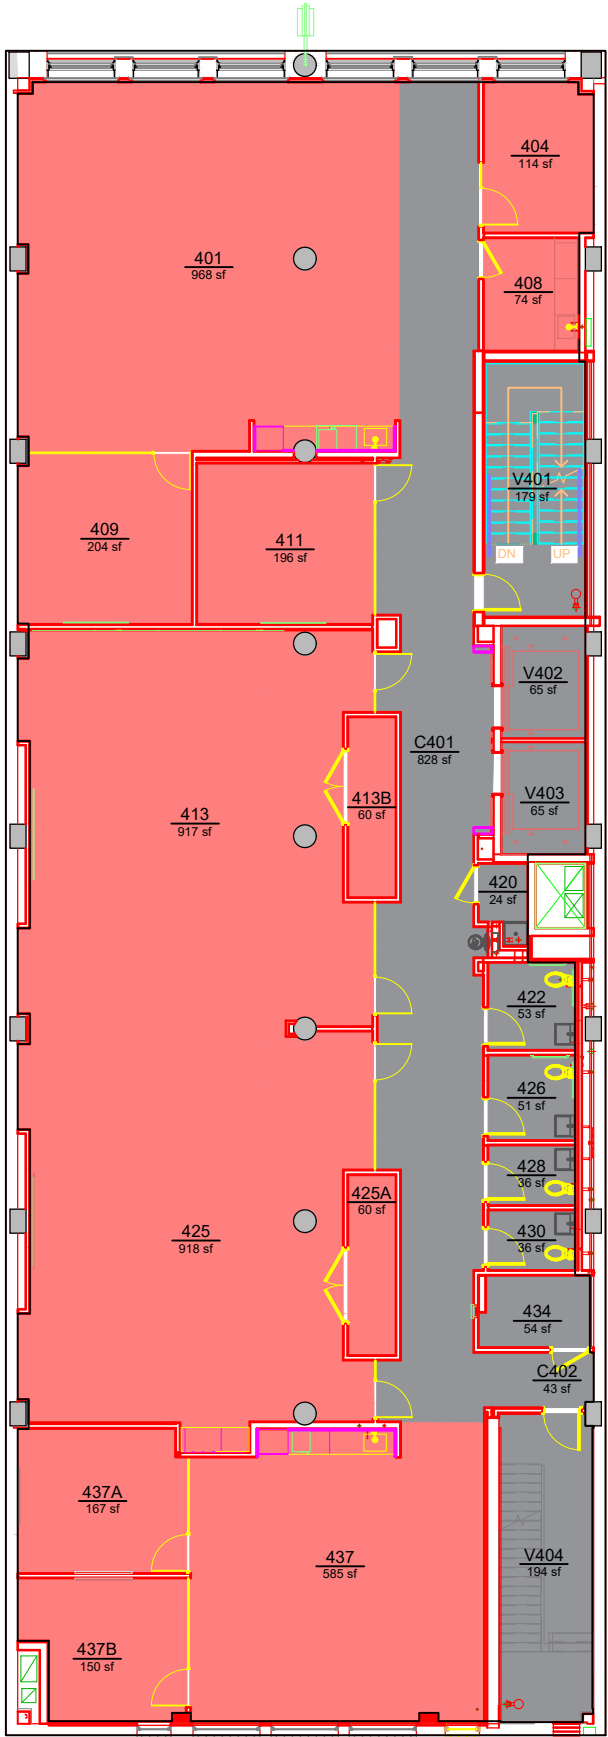 404
114 sf
401
968 sf
408
74 sf
V401
179 sf
409
204 sf
411
196 sf
DN
UP
V402
65 sf
C401
828 sf
413
917 sf
413B
60 sf
V403
65 sf
420
24 sf
422
53 sf
426
51 sf
428
36 sf
425A
60 sf
425
918 sf
430
36 sf
434
54 sf
C402
43 sf
437A
167 sf
437
585 sf
V404
194 sf
437B
150 sf